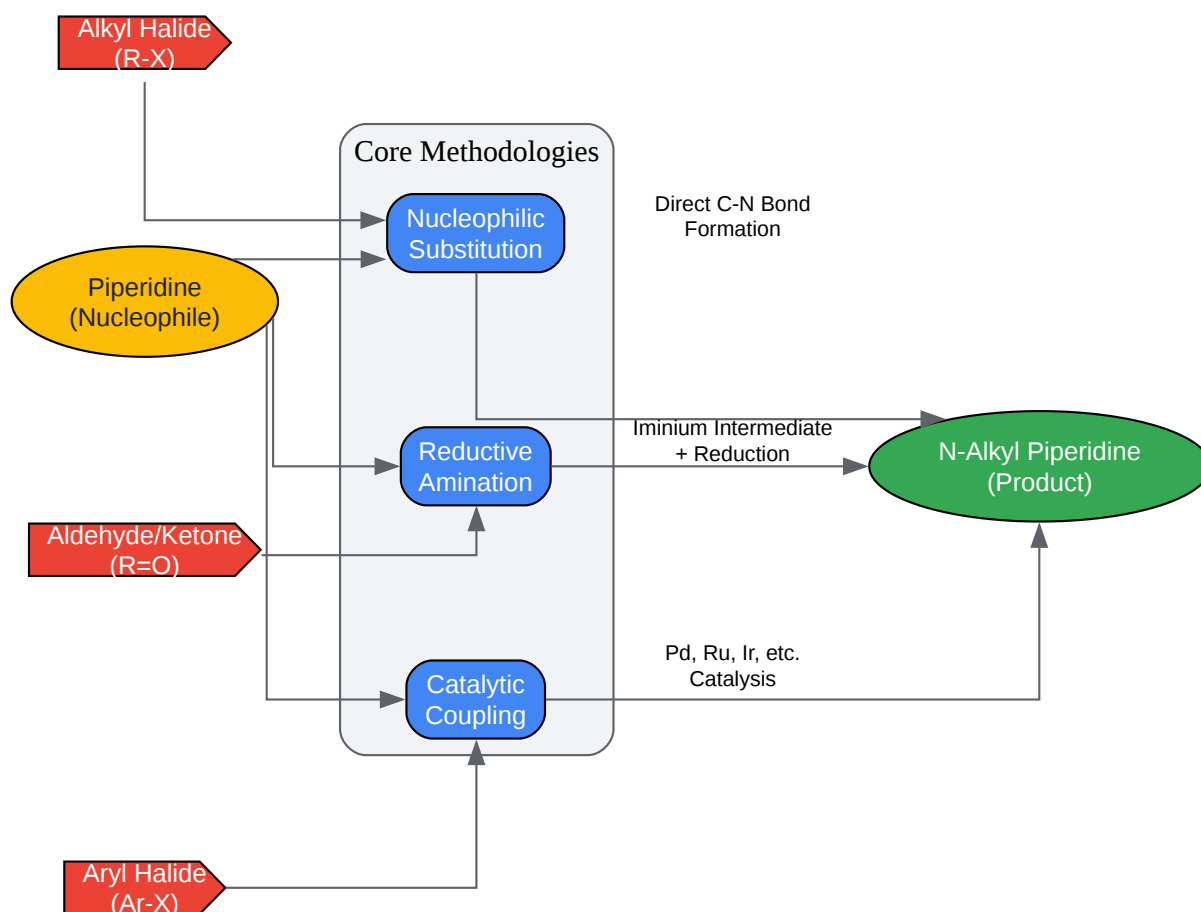 Alkyl Halide
(R-X)
Core Methodologies
Nucleophilic
Substitution
Direct C-N Bond
Formation
Piperidine
(Nucleophile)
Iminium Intermediate
+ Reduction
Reductive
Amination
N-Alkyl Piperidine
(Product)
Aldehyde/Ketone
(R=O)
Pd, Ru, Ir, etc.
Catalysis
Catalytic
Coupling
Aryl Halide
(Ar-X)